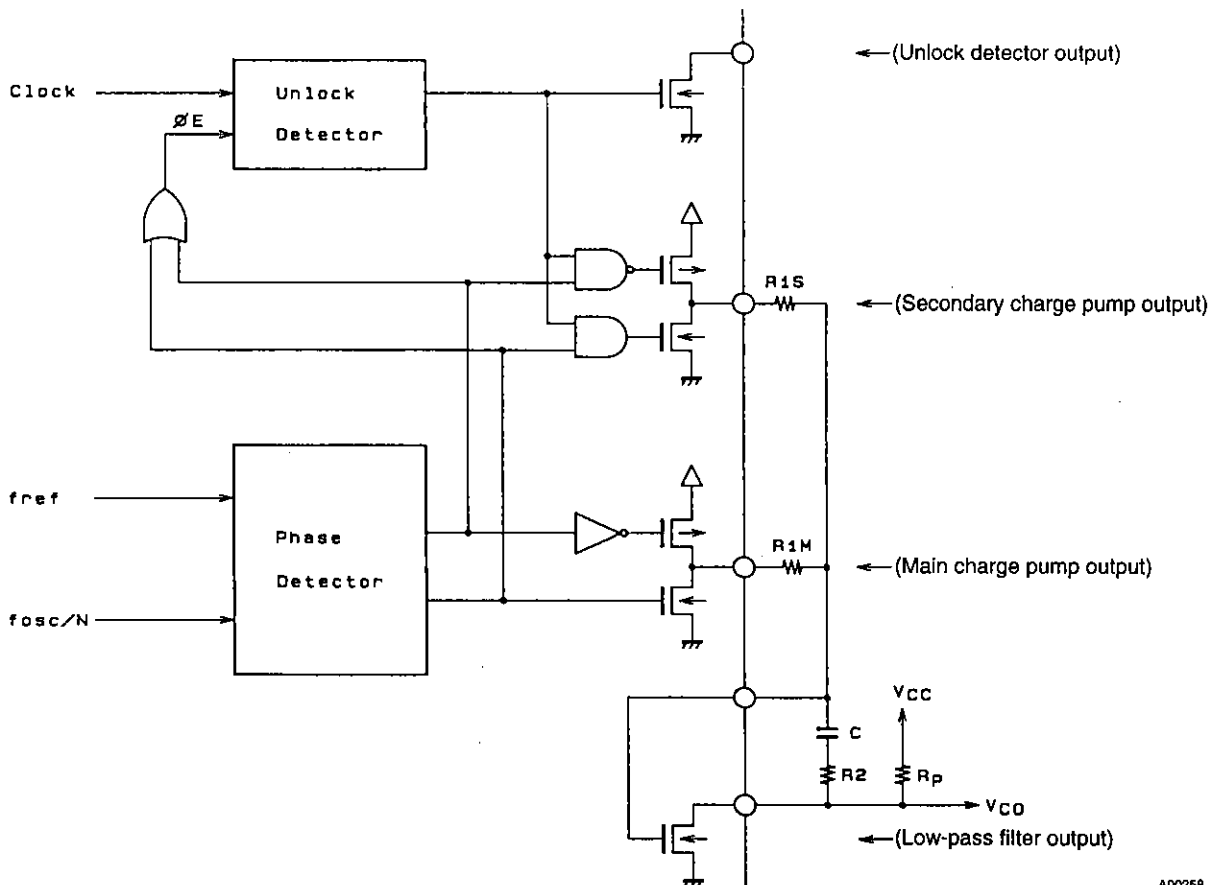 (Unlock detector output)
Clock
Unlock
Detector
ØE
R1S
(Secondary charge pump output)
fref
Phase
Detector
fosc/N
R1M
(Main charge pump output)
VCC
C
R2
RP
VCO
(Low-pass filter output)
A00258